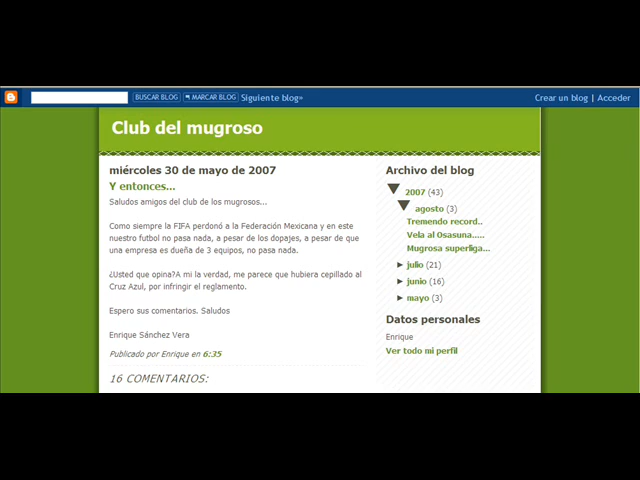 BUSCAR BLOG MARCAR BLOG Siguiente blog» Crear un blog | Acceder
Club del mugroso
miércoles 30 de mayo de 2007
Y entonces...
Saludos amigos del club de los mugrosos...
Como siempre la FIFA perdonó a la Federación Mexicana y en este
nuestro futbol no pasa nada, a pesar de los dopajes, a pesar de que
una empresa es dueña de 3 equipos, no pasa nada.
¿Usted que opina?A mi la verdad, me parece que hubiera cepillado al
Cruz Azul, por infringir el reglamento.
Espero sus comentarios. Saludos
Enrique Sánchez Vera
Publicado por Enrique en 6:35
16 COMENTARIOS:
Archivo del blog
▼ 2007 (43)
▼ agosto (3)
Tremendo record..
Vela al Osasuna.....
Mugrosa superliga...
► julio (21)
► junio (16)
► mayo (3)
Datos personales
Enrique
Ver todo mi perfil